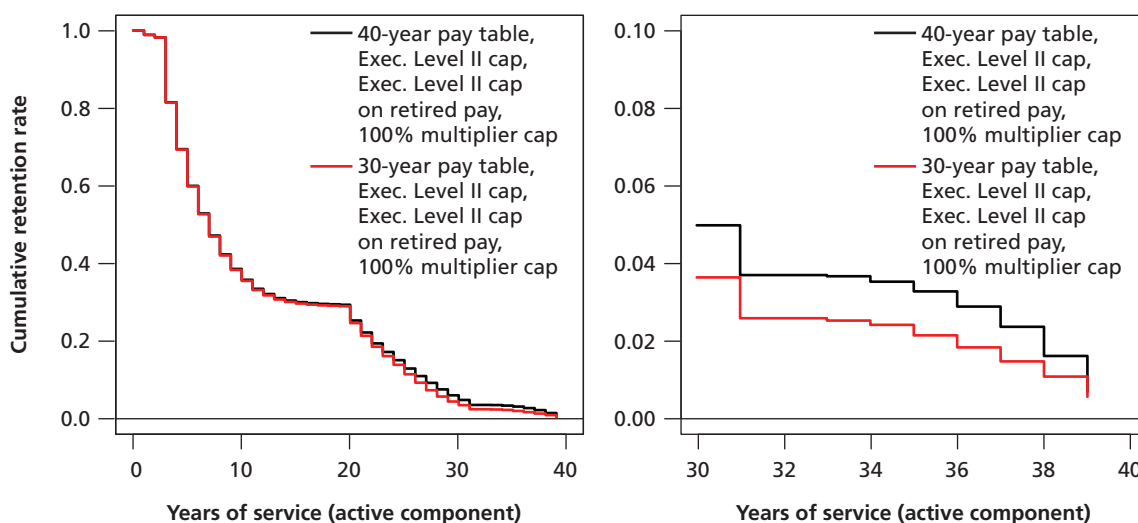 Cumulative retention rate
1.0
0.8
0.6
0.4
0.2
0.0
40-year pay table,
Exec. Level II cap,
Exec. Level II cap
on retired pay,
100% multiplier cap
30-year pay table,
Exec. Level II cap,
Exec. Level II cap
on retired pay,
100% multiplier cap
0
10
20
30
40
Years of service (active component)
0.10
0.08
0.06
0.04
0.02
0.00
40-year pay table,
Exec. Level II cap,
Exec. Level II cap
on retired pay,
100% multiplier cap
30-year pay table,
Exec. Level II cap,
Exec. Level II cap
on retired pay,
100% multiplier cap
30
32
34
36
38
40
Years of service (active component)